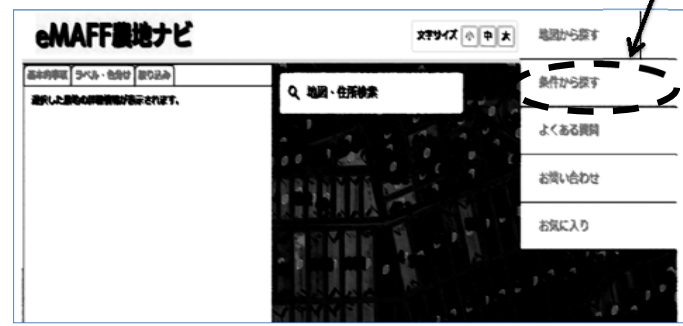 eMAFF農地ナビ
文字サイズ 小 中 大
基本的事項 ラベル・色分け 絞り込み
選択した農地の詳細情報が表示されます。
地図・住所検索
地図から探す
条件から探す
よくある質問
お問い合わせ
お気に入り